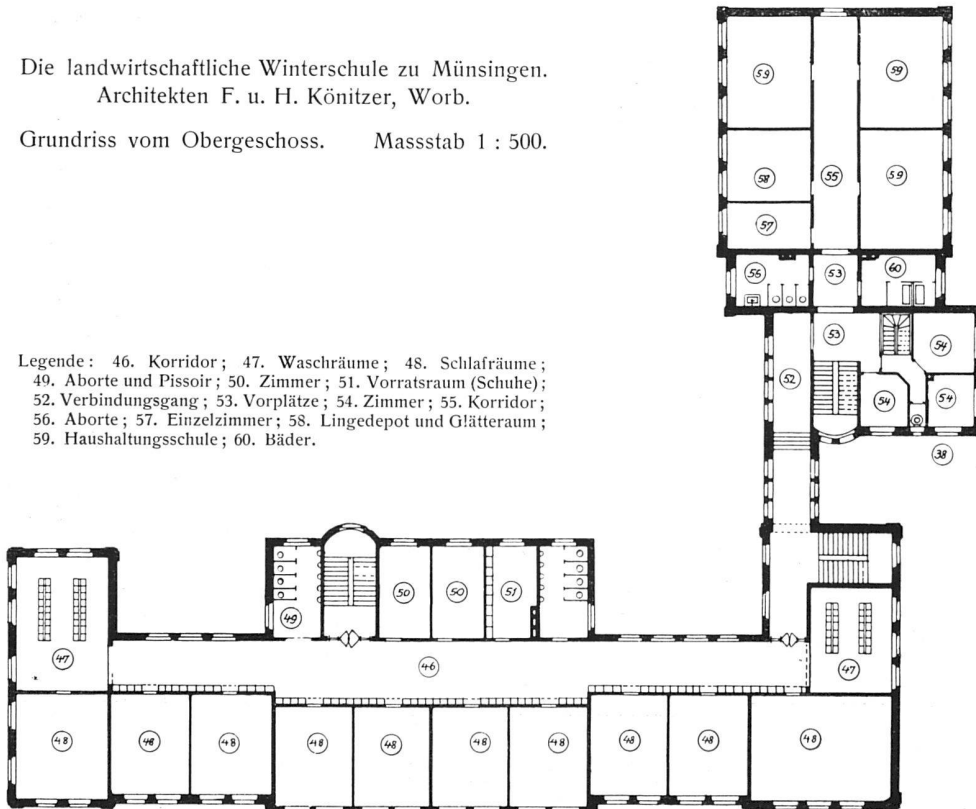 Die landwirtschaftliche Winterschule zu Münsingen.
Architekten F. u. H. Könitzer, Worb.
Grundriss vom Obergeschoss. Massstab 1 : 500.
Legende: 46. Korridor; 47. Waschräume; 48. Schlafräume;
49. Aborte und Pissoir; 50. Zimmer; 51. Vorratsraum (Schuhe);
52. Verbindungsgang; 53. Vorplätze; 54. Zimmer; 55. Korridor;
56. Aborte; 57. Einzelzimmer; 58. Lingedepot und Glätteraum;
59. Haushaltungsschule; 60. Bäder.
59 59
58 55 59
57
56 53 60
53 54
52 54 54
38
49 50 50 51
47 46 47
48 48 48 48 48 48 48 48 48 48